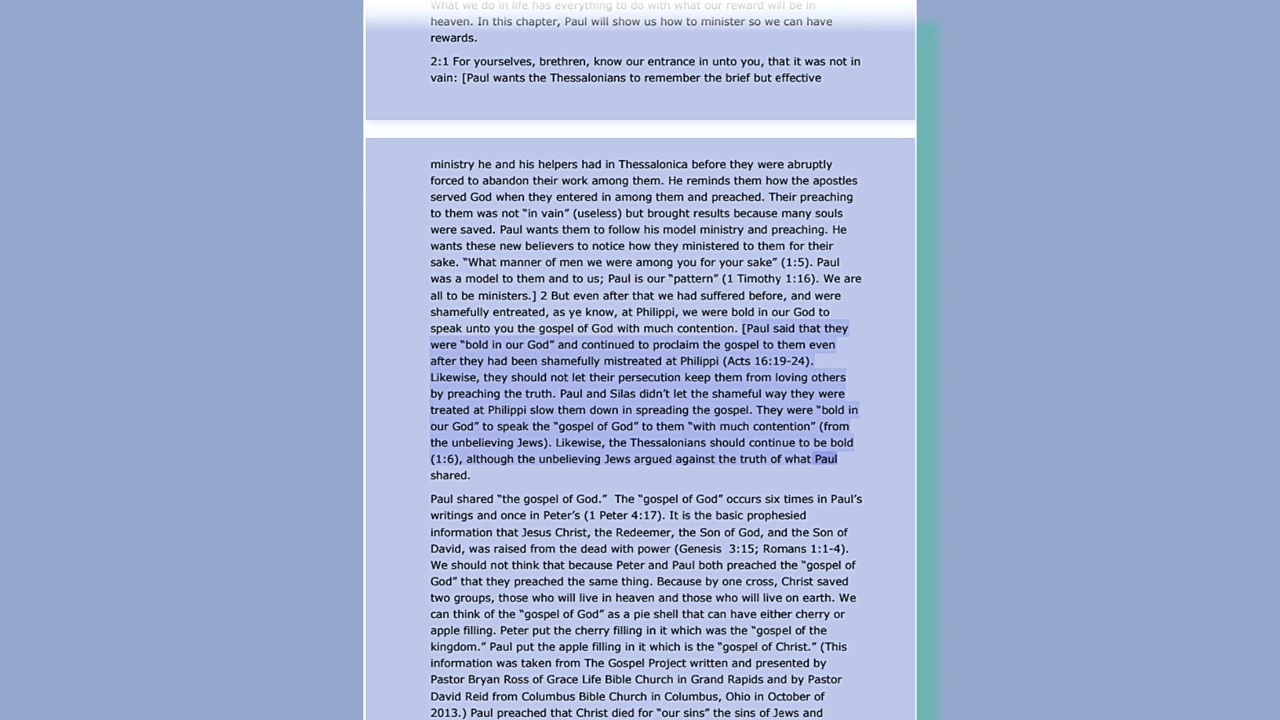 What we do in life has everything to do with what our reward will be in
heaven. In this chapter, Paul will show us how to minister so we can have
rewards.
2:1 For yourselves, brethren, know our entrance in unto you, that it was not in
vain: [Paul wants the Thessalonians to remember the brief but effective
ministry he and his helpers had in Thessalonica before they were abruptly
forced to abandon their work among them. He reminds them how the apostles
served God when they entered in among them and preached. Their preaching
to them was not “in vain” (useless) but brought results because many souls
were saved. Paul wants them to follow his model ministry and preaching. He
wants these new believers to notice how they ministered to them for their
sake. “What manner of men we were among you for your sake” (1:5). Paul
was a model to them and to us; Paul is our “pattern” (1 Timothy 1:16). We are
all to be ministers.] 2 But even after that we had suffered before, and were
shamefully entreated, as ye know, at Philippi, we were bold in our God to
speak unto you the gospel of God with much contention. [Paul said that they
were “bold in our God” and continued to proclaim the gospel to them even
after they had been shamefully mistreated at Philippi (Acts 16:19-24).
Likewise, they should not let their persecution keep them from loving others
by preaching the truth. Paul and Silas didn’t let the shameful way they were
treated at Philippi slow them down in spreading the gospel. They were “bold in
our God” to speak the “gospel of God” to them “with much contention” (from
the unbelieving Jews). Likewise, the Thessalonians should continue to be bold
(1:6), although the unbelieving Jews argued against the truth of what Paul
shared.
Paul shared “the gospel of God.”  The “gospel of God” occurs six times in Paul’s
writings and once in Peter’s (1 Peter 4:17). It is the basic prophesied
information that Jesus Christ, the Redeemer, the Son of God, and the Son of
David, was raised from the dead with power (Genesis  3:15; Romans 1:1-4).
We should not think that because Peter and Paul both preached the “gospel of
God” that they preached the same thing. Because by one cross, Christ saved
two groups, those who will live in heaven and those who will live on earth. We
can think of the “gospel of God” as a pie shell that can have either cherry or
apple filling. Peter put the cherry filling in it which was the “gospel of the
kingdom.” Paul put the apple filling in it which is the “gospel of Christ.” (This
information was taken from The Gospel Project written and presented by
Pastor Bryan Ross of Grace Life Bible Church in Grand Rapids and by Pastor
David Reid from Columbus Bible Church in Columbus, Ohio in October of
2013.) Paul preached that Christ died for “our sins” the sins of Jews and